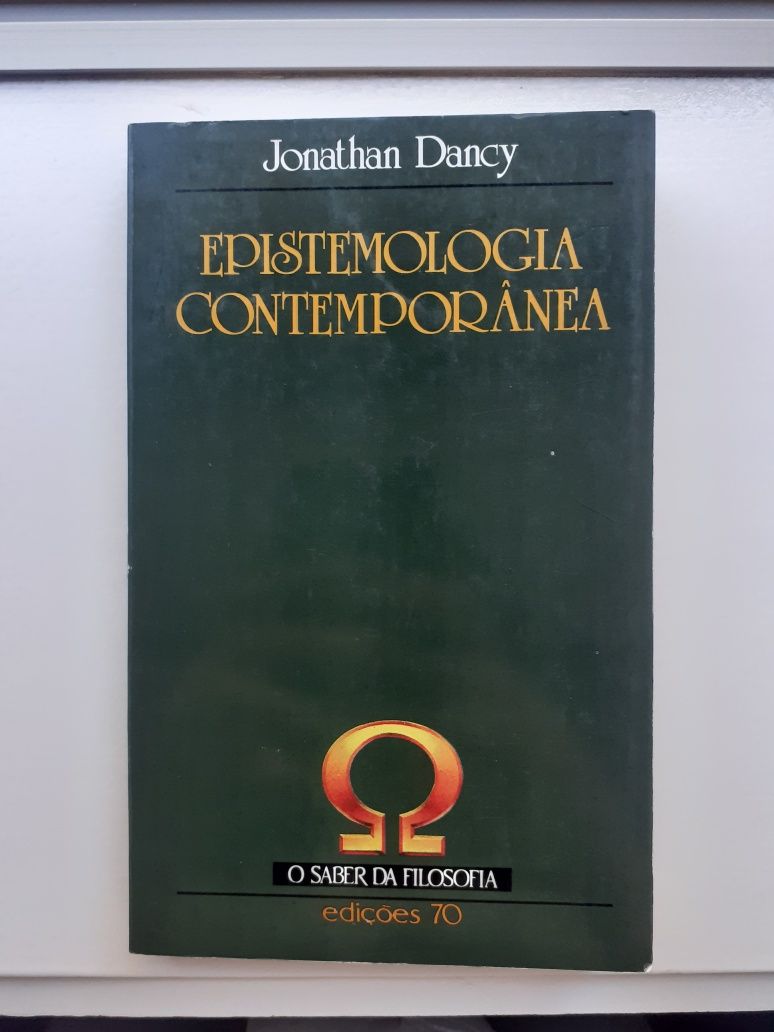 Jonathan Dancy
EPISTEMOLOGIA
CONTEMPORÂNEA
O SABER DA FILOSOFIA
edições 70